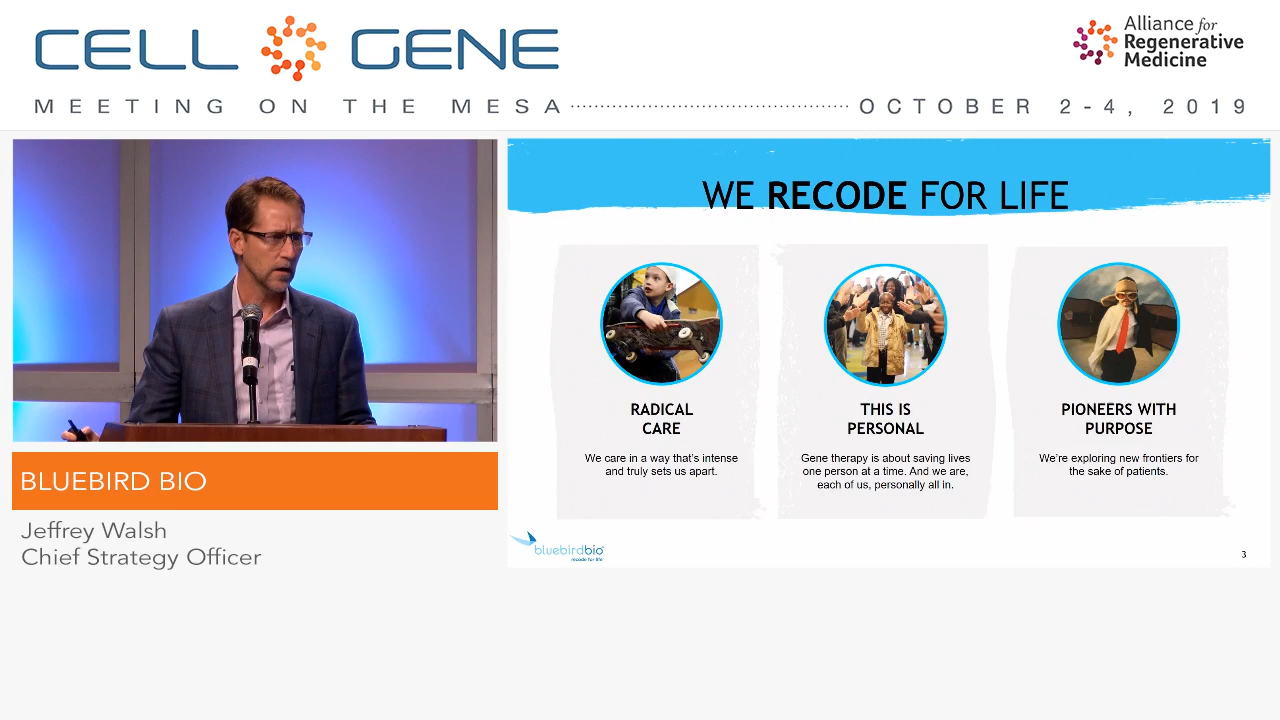 CELL GENE
Alliance for
Regenerative
Medicine
MEETING ON THE MESA OCTOBER 2-4, 2019
WE RECODE FOR LIFE
RADICAL
CARE
We care in a way that's intense
and truly sets us apart.
THIS IS
PERSONAL
Gene therapy is about saving lives
one person at a time. And we are,
each of us, personally all in.
PIONEERS WITH
PURPOSE
We're exploring new frontiers for
the sake of patients.
bluebirdbio
recode for life
3
BLUEBIRD BIO
Jeffrey Walsh
Chief Strategy Officer